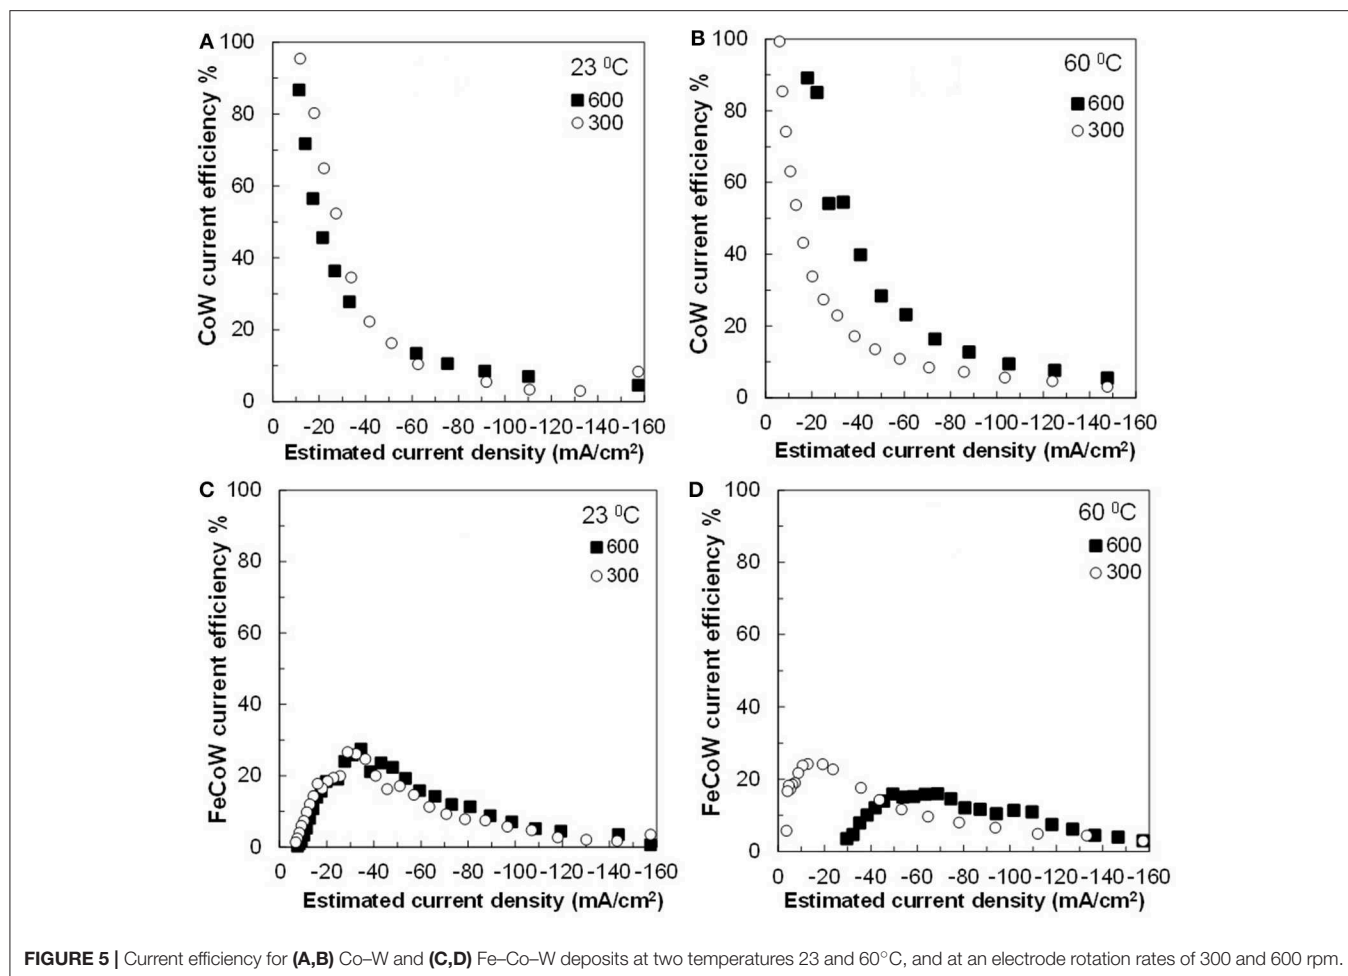 A
100
80
60
40
20
0
CoW current efficiency %
23 ⁰C
■ 600
○ 300
0 -20 -40 -60 -80 -100 -120 -140 -160
Estimated current density (mA/cm²)
B
100
80
60
40
20
0
CoW current efficiency %
60 ⁰C
■ 600
○ 300
0 -20 -40 -60 -80 -100 -120 -140 -160
Estimated current density (mA/cm²)
C
100
80
60
40
20
0
FeCoW current efficiency %
23 ⁰C
■ 600
○ 300
0 -20 -40 -60 -80 -100 -120 -140 -160
Estimated current density (mA/cm²)
D
100
80
60
40
20
0
FeCoW current efficiency %
60 ⁰C
■ 600
○ 300
0 -20 -40 -60 -80 -100 -120 -140 -160
Estimated current density (mA/cm²)
FIGURE 5 | Current efficiency for (A,B) Co–W and (C,D) Fe–Co–W deposits at two temperatures 23 and 60°C, and at an electrode rotation rates of 300 and 600 rpm.